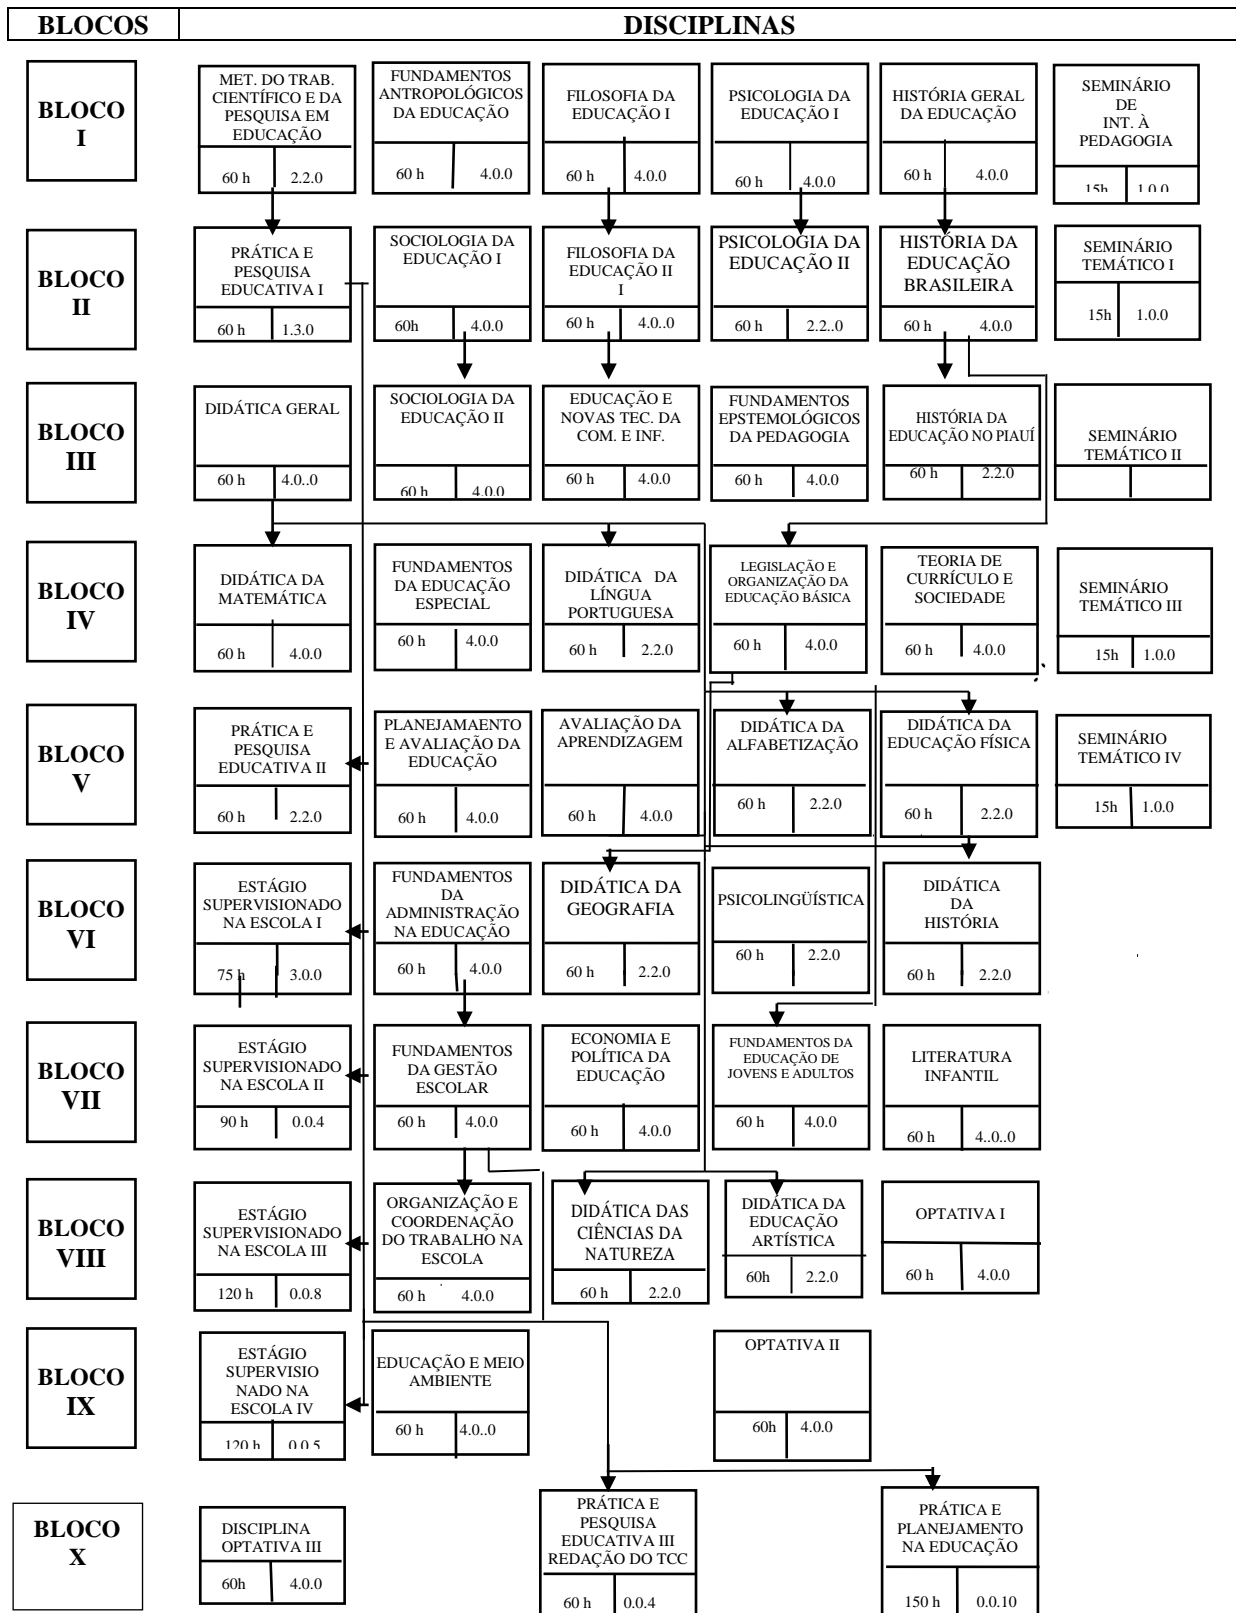 BLOCOS
DISCIPLINAS
BLOCO
I
MET. DO TRAB.
CIENTÍFICO E DA
PESQUISA EM
EDUCAÇÃO
60 h
2.2.0
FUNDAMENTOS
ANTROPOLÓGICOS
DA EDUCAÇÃO
60 h
4.0.0
FILOSOFIA DA
EDUCAÇÃO I
60 h
4.0.0
PSICOLOGIA DA
EDUCAÇÃO I
60 h
4.0.0
HISTÓRIA GERAL
DA EDUCAÇÃO
60 h
4.0.0
SEMINÁRIO
DE
INT. À
PEDAGOGIA
15h
1.0.0
BLOCO
II
PRÁTICA E
PESQUISA
EDUCATIVA I
60 h
1.3.0
SOCIOLOGIA DA
EDUCAÇÃO I
60h
4.0.0
FILOSOFIA DA
EDUCAÇÃO II
I
60 h
4.0..0
PSICOLOGIA DA
EDUCAÇÃO II
60 h
2.2..0
HISTÓRIA DA
EDUCAÇÃO
BRASILEIRA
60 h
4.0.0
SEMINÁRIO
TEMÁTICO I
15h
1.0.0
BLOCO
III
DIDÁTICA GERAL
60 h
4.0..0
SOCIOLOGIA DA
EDUCAÇÃO II
60 h
4.0.0
EDUCAÇÃO E
NOVAS TEC. DA
COM. E INF.
60 h
4.0.0
FUNDAMENTOS
EPSTEMOLÓGICOS
DA PEDAGOGIA
60 h
4.0.0
HISTÓRIA DA
EDUCAÇÃO NO PIAUÍ
60 h
2.2.0
SEMINÁRIO
TEMÁTICO II
BLOCO
IV
DIDÁTICA DA
MATEMÁTICA
60 h
4.0.0
FUNDAMENTOS
DA EDUCAÇÃO
ESPECIAL
60 h
4.0.0
DIDÁTICA DA
LÍNGUA
PORTUGUESA
60 h
2.2.0
LEGISLAÇÃO E
ORGANIZAÇÃO DA
EDUCAÇÃO BÁSICA
60 h
4.0.0
TEORIA DE
CURRÍCULO E
SOCIEDADE
60 h
4.0.0
SEMINÁRIO
TEMÁTICO III
15h
1.0.0
BLOCO
V
PRÁTICA E
PESQUISA
EDUCATIVA II
60 h
2.2.0
PLANEJAMAENTO
E AVALIAÇÃO DA
EDUCAÇÃO
60 h
4.0.0
AVALIAÇÃO DA
APRENDIZAGEM
60 h
4.0.0
DIDÁTICA DA
ALFABETIZAÇÃO
60 h
2.2.0
DIDÁTICA DA
EDUCAÇÃO FÍSICA
60 h
2.2.0
SEMINÁRIO
TEMÁTICO IV
15h
1.0.0
BLOCO
VI
ESTÁGIO
SUPERVISIONADO
NA ESCOLA I
75 h
3.0.0
FUNDAMENTOS
DA
ADMINISTRAÇÃO
NA EDUCAÇÃO
60 h
4.0.0
DIDÁTICA DA
GEOGRAFIA
60 h
2.2.0
PSICOLINGÜÍSTICA
60 h
2.2.0
DIDÁTICA
DA
HISTÓRIA
60 h
2.2.0
BLOCO
VII
ESTÁGIO
SUPERVISIONADO
NA ESCOLA II
90 h
0.0.4
FUNDAMENTOS
DA GESTÃO
ESCOLAR
60 h
4.0.0
ECONOMIA E
POLÍTICA DA
EDUCAÇÃO
60 h
4.0.0
FUNDAMENTOS DA
EDUCAÇÃO DE
JOVENS E ADULTOS
60 h
4.0.0
LITERATURA
INFANTIL
60 h
4..0..0
BLOCO
VIII
ESTÁGIO
SUPERVISIONADO
NA ESCOLA III
120 h
0.0.8
ORGANIZAÇÃO E
COORDENAÇÃO
DO TRABALHO NA
ESCOLA
60 h
4.0.0
DIDÁTICA DAS
CIÊNCIAS DA
NATUREZA
60 h
2.2.0
DIDÁTICA DA
EDUCAÇÃO
ARTÍSTICA
60h
2.2.0
OPTATIVA I
60 h
4.0.0
BLOCO
IX
ESTÁGIO
SUPERVISIO
NADO NA
ESCOLA IV
120 h
0.0.5
EDUCAÇÃO E MEIO
AMBIENTE
60 h
4.0..0
OPTATIVA II
60h
4.0.0
BLOCO
X
DISCIPLINA
OPTATIVA III
60h
4.0.0
PRÁTICA E
PESQUISA
EDUCATIVA III
REDAÇÃO DO TCC
60 h
0.0.4
PRÁTICA E
PLANEJAMENTO
NA EDUCAÇÃO
150 h
0.0.10